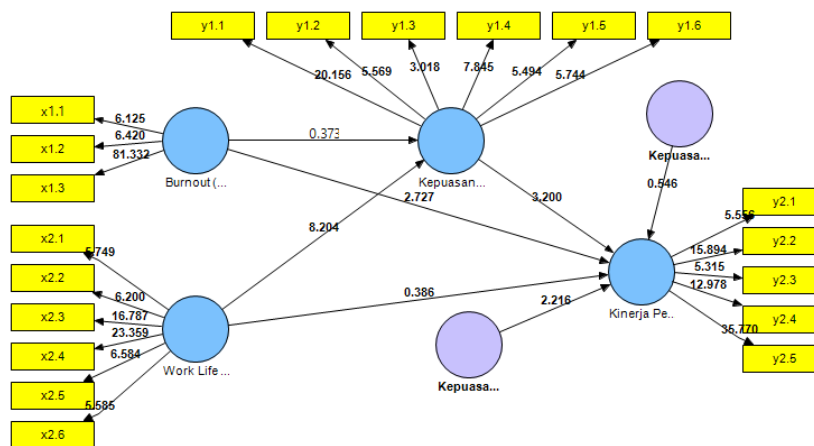 y1.1
y1.2
y1.3
y1.4
y1.5
y1.6
20.156
5.569
3.018
7.845
5.494
5.744
x1.1
x1.2
x1.3
6.125
6.420
81.332
Burnout (...
0.373
Kepuasan...
Kepuasa...
0.546
2.727
3.200
8.204
x2.1
x2.2
x2.3
x2.4
x2.5
x2.6
5.749
6.200
16.787
23.359
6.584
5.585
Work Life ...
0.386
2.216
Kepuasa...
Kinerja Pe..
y2.1
y2.2
y2.3
y2.4
y2.5
5.556
15.894
5.315
12.978
35.770